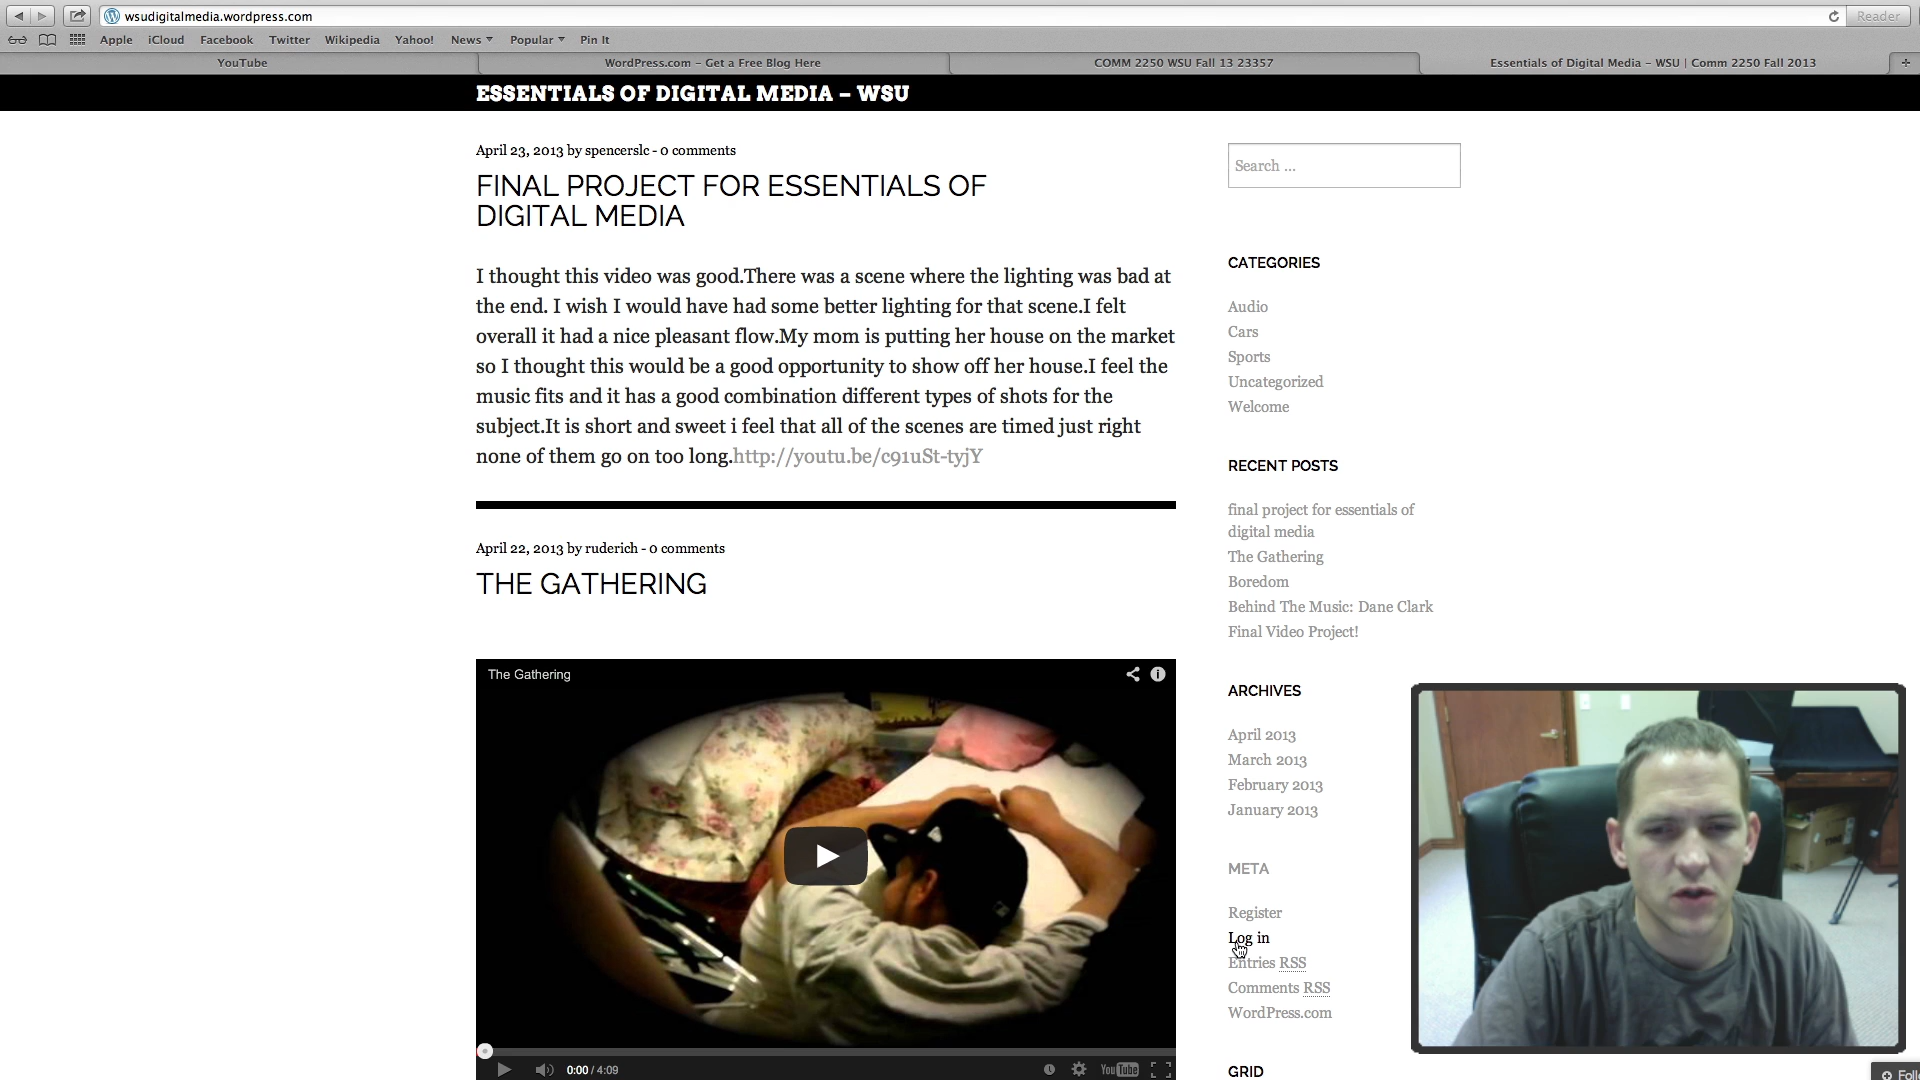 wsudigitalmedia.wordpress.com
Reader
Apple iCloud Facebook Twitter Wikipedia Yahoo! News Popular Pin It
YouTube
WordPress.com – Get a Free Blog Here
COMM 2250 WSU Fall 13 23357
Essentials of Digital Media – WSU | Comm 2250 Fall 2013
ESSENTIALS OF DIGITAL MEDIA – WSU
April 23, 2013 by spencerslc - 0 comments
FINAL PROJECT FOR ESSENTIALS OF
DIGITAL MEDIA
I thought this video was good.There was a scene where the lighting was bad at
the end. I wish I would have had some better lighting for that scene.I felt
overall it had a nice pleasant flow.My mom is putting her house on the market
so I thought this would be a good opportunity to show off her house.I feel the
music fits and it has a good combination different types of shots for the
subject.It is short and sweet i feel that all of the scenes are timed just right
none of them go on too long.http://youtu.be/c91uSt-tyjY
April 22, 2013 by ruderich - 0 comments
THE GATHERING
The Gathering
0:00 / 4:09
YouTube
Search ...
CATEGORIES
Audio
Cars
Sports
Uncategorized
Welcome
RECENT POSTS
final project for essentials of
digital media
The Gathering
Boredom
Behind The Music: Dane Clark
Final Video Project!
ARCHIVES
April 2013
March 2013
February 2013
January 2013
META
Register
Log in
Entries RSS
Comments RSS
WordPress.com
GRID